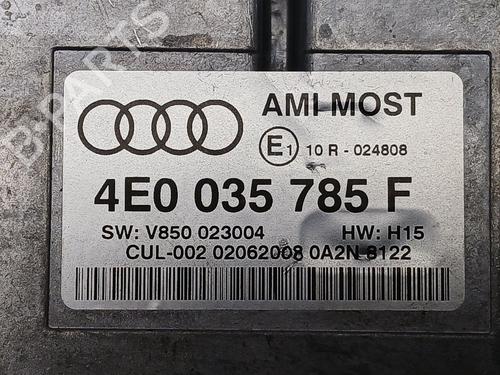 B-PARTS
AMI MOST
E1 10 R - 024808
4E0 035 785 F
SW: V850 023004 HW: H15
CUL-002 02062008 0A2N 8122